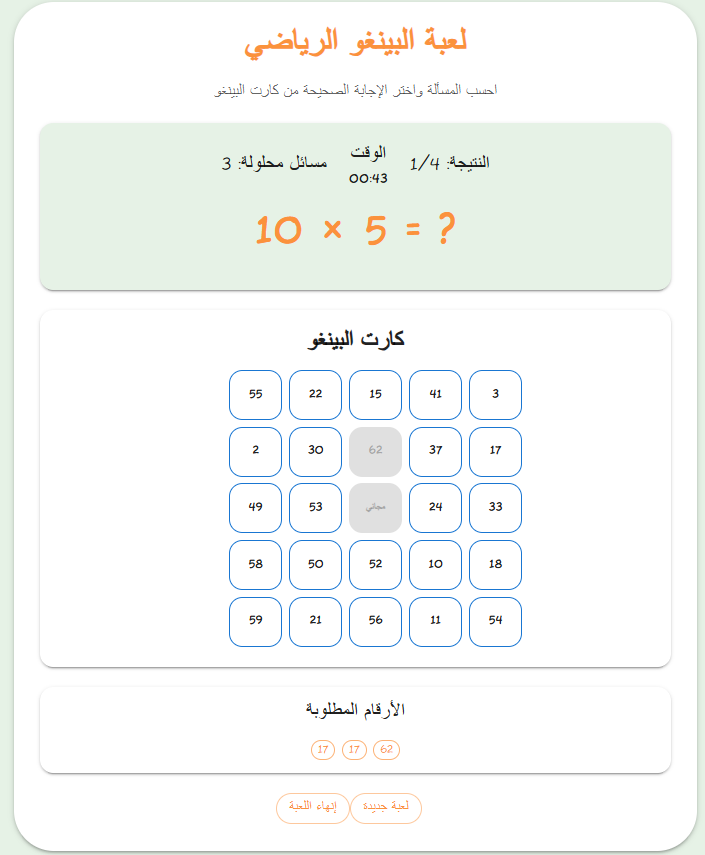 لعبة البينغو الرياضي
احسب المسألة واختر الإجابة الصحيحة من كارت البينغو
النتيجة: 1/4
الوقت
00:43
مسائل محلولة: 3
10 × 5 = ?
كارت البينغو
55 22 15 41 3
2 30 62 37 17
49 53 مجاني 24 33
58 50 52 10 18
59 21 56 11 54
الأرقام المطلوبة
17 17 62
لعبة جديدة
إنهاء اللعبة